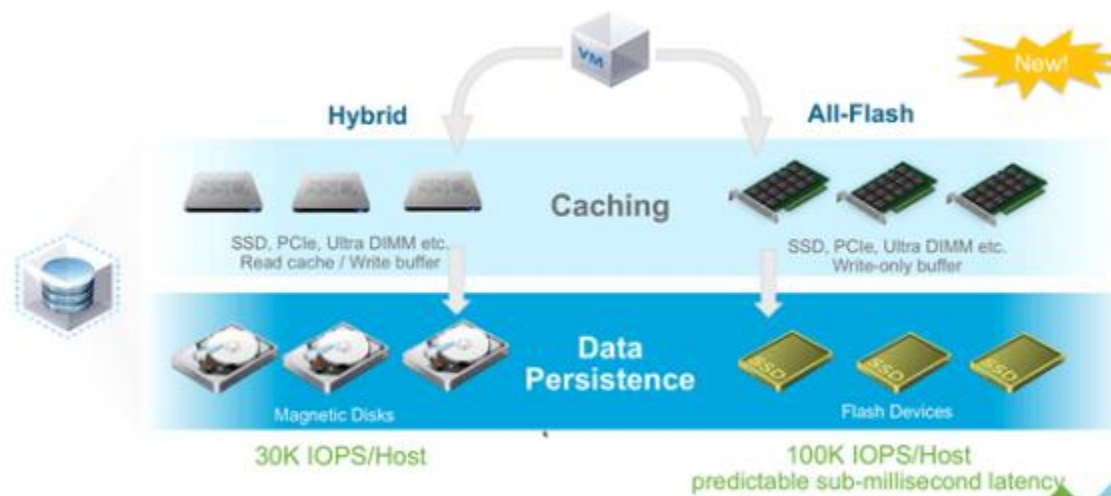 VM
New!
Hybrid
All-Flash
Caching
SSD, PCIe, Ultra DIMM etc.
Read cache / Write buffer
SSD, PCIe, Ultra DIMM etc.
Write-only buffer
Data
Persistence
SSD
SSD
SSD
Magnetic Disks
Flash Devices
30K IOPS/Host
100K IOPS/Host
predictable sub-millisecond latency